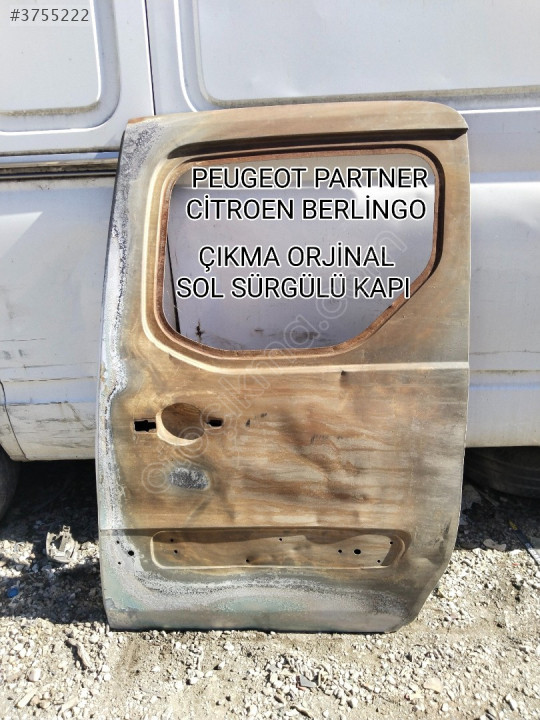 #3755222
PEUGEOT PARTNER
CİTROEN BERLİNGO
ÇIKMA ORJİNAL
SOL SÜRGÜLÜ KAPI